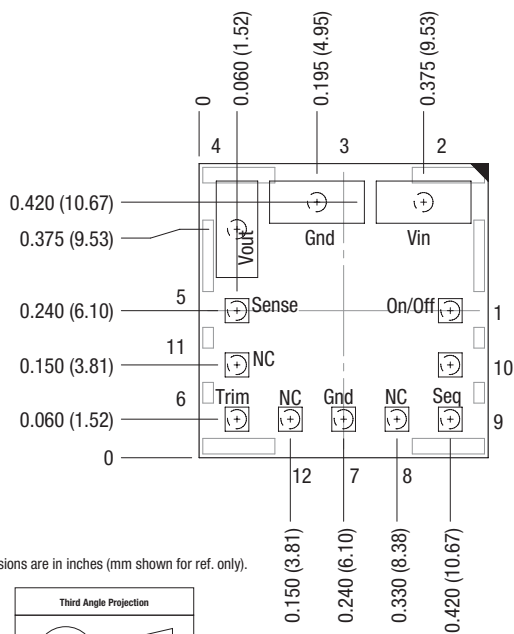 0
0.060 (1.52)
0.195 (4.95)
0.375 (9.53)
4
3
2
0.420 (10.67)
0.375 (9.53)
Vout
Gnd
Vin
5
0.240 (6.10)
Sense
On/Off
1
11
0.150 (3.81)
NC
10
6
0.060 (1.52)
Trim
NC
Gnd
NC
Seq
9
0
12
7
8
0.150 (3.81)
0.240 (6.10)
0.330 (8.38)
0.420 (10.67)
are in inches (mm shown for ref. only).
Third Angle Projection